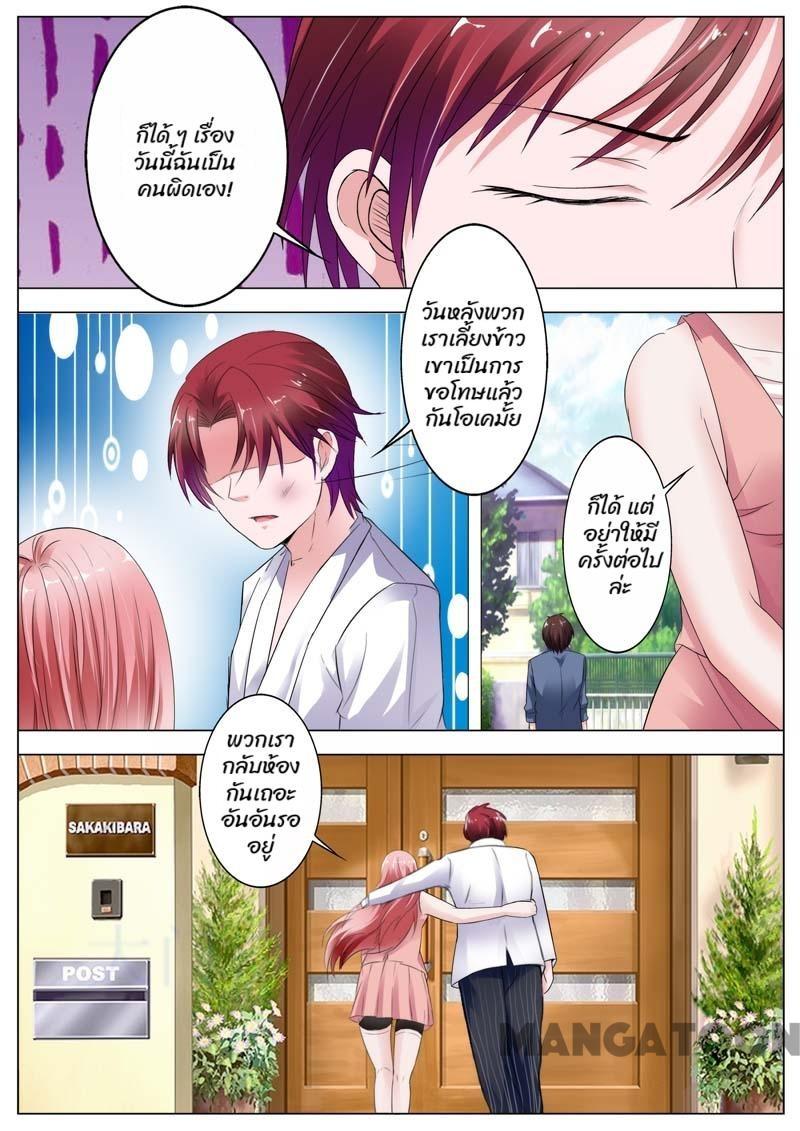 ก็ได้ ๆ เรื่อง
วันนี้ฉันเป็น
คนผิดเอง!
วันหลังพวก
เราเลี้ยงข้าว
เขาเป็นการ
ขอโทษแล้ว
กันโอเคมั้ย
ก็ได้ แต่
อย่าให้มี
ครั้งต่อไป
ล่ะ
พวกเรา
กลับห้อง
กันเถอะ
อันอันรอ
อยู่
SAKAKIBARA
POST
MANGATOON